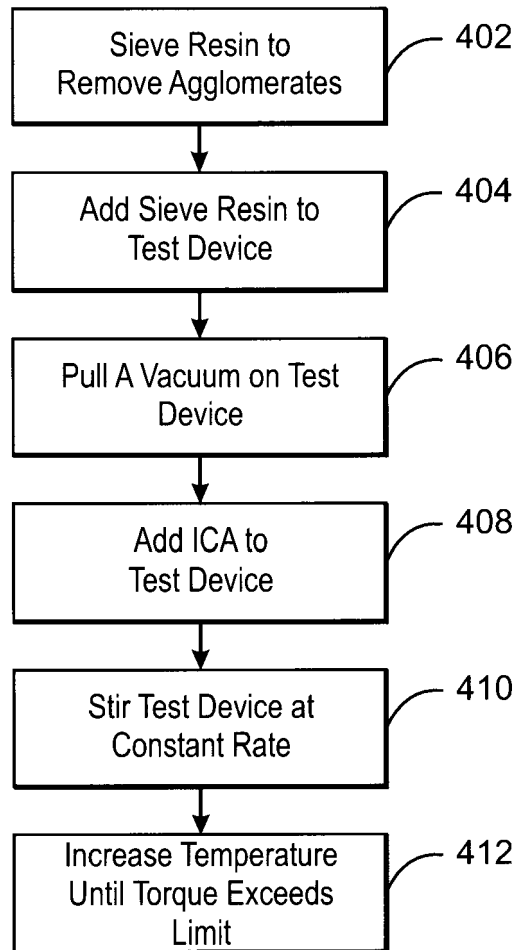 Sieve Resin to
Remove Agglomerates
402
Add Sieve Resin to
Test Device
404
Pull A Vacuum on Test
Device
406
Add ICA to
Test Device
408
Stir Test Device at
Constant Rate
410
Increase Temperature
Until Torque Exceeds
Limit
412